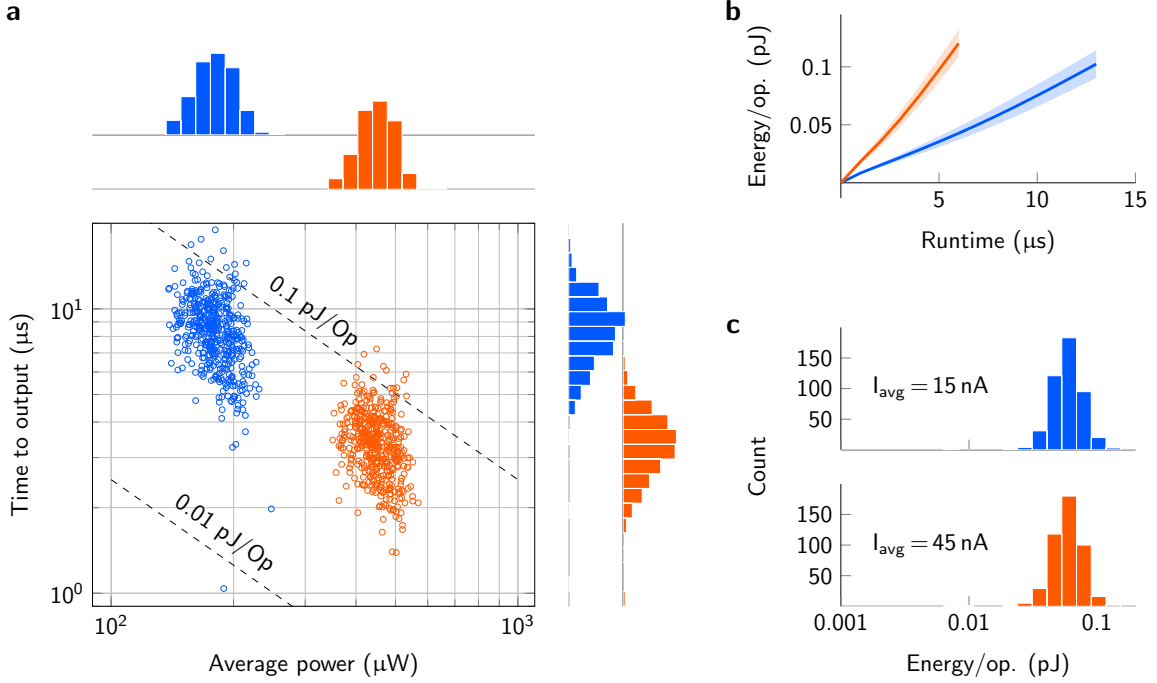 a
Time to output (μs)
10¹
10⁰
0.1 pJ/Op
0.01 pJ/Op
10²
10³
Average power (μW)
b
Energy/op. (pJ)
0.1
0.05
5
10
15
Runtime (μs)
c
Count
150
100
50
I_avg = 15 nA
150
100
50
I_avg = 45 nA
0.001
0.01
0.1
Energy/op. (pJ)